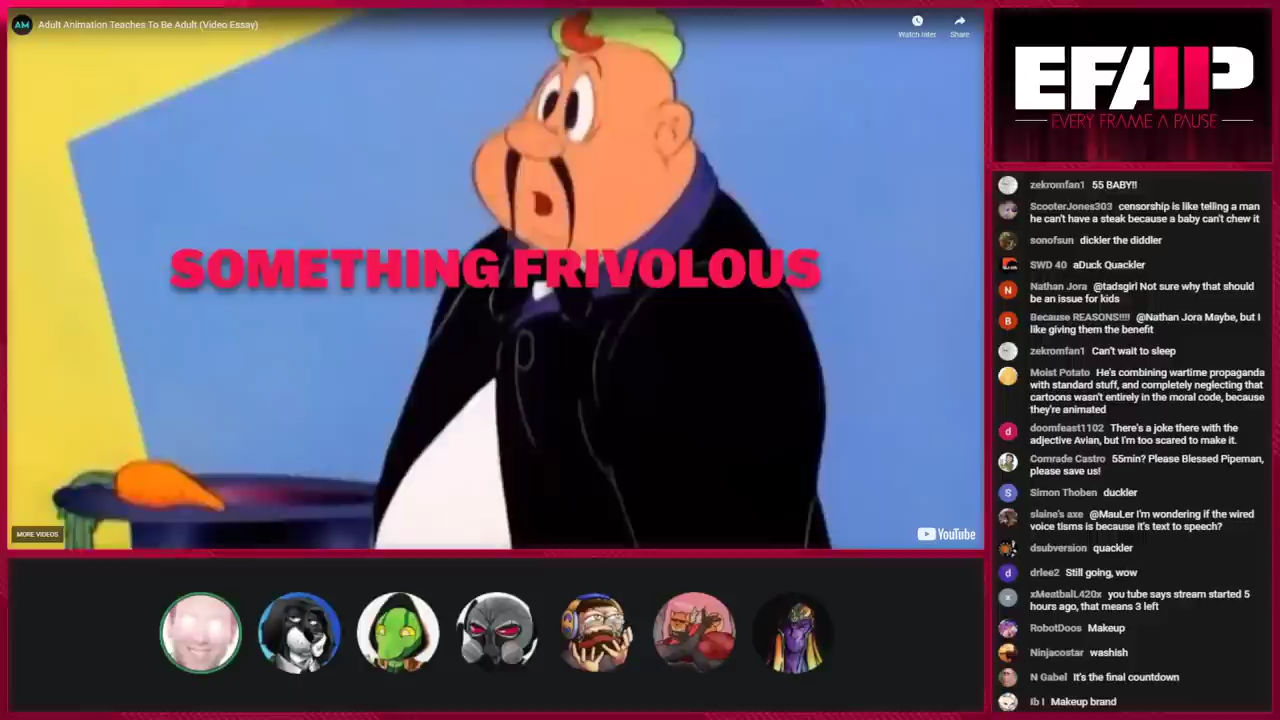 AM
Adult Animation Teaches To Be Adult (Video Essay)
Watch later
Share
SOMETHING FRIVOLOUS
MORE VIDEOS
YouTube
EFAP
EVERY FRAME A PAUSE
zekromfan1 55 BABY!!
ScooterJones303 censorship is like telling a man
he can't have a steak because a baby can't chew it
sonofsun dickler the diddler
SWD 40 aDuck Quackler
N
Nathan Jora @tadsgirl Not sure why that should
be an issue for kids
B
Because REASONS!!!! @Nathan Jora Maybe, but I
like giving them the benefit
zekromfan1 Can't wait to sleep
Moist Potato He's combining wartime propaganda
with standard stuff, and completely neglecting that
cartoons wasn't entirely in the moral code, because
they're animated
d
doomfeast1102 There's a joke there with the
adjective Avian, but I'm too scared to make it.
Comrade Castro 55min? Please Blessed Pipeman,
please save us!
S
Simon Thoben duckler
slaine's axe @MauLer I'm wondering if the wired
voice tisms is because it's text to speech?
dsubversion quackler
d
drlee2 Still going, wow
x
xMeatbalL420x you tube says stream started 5
hours ago, that means 3 left
RobotDoos Makeup
Ninjacostar washish
N Gabel It's the final countdown
Ib I Makeup brand